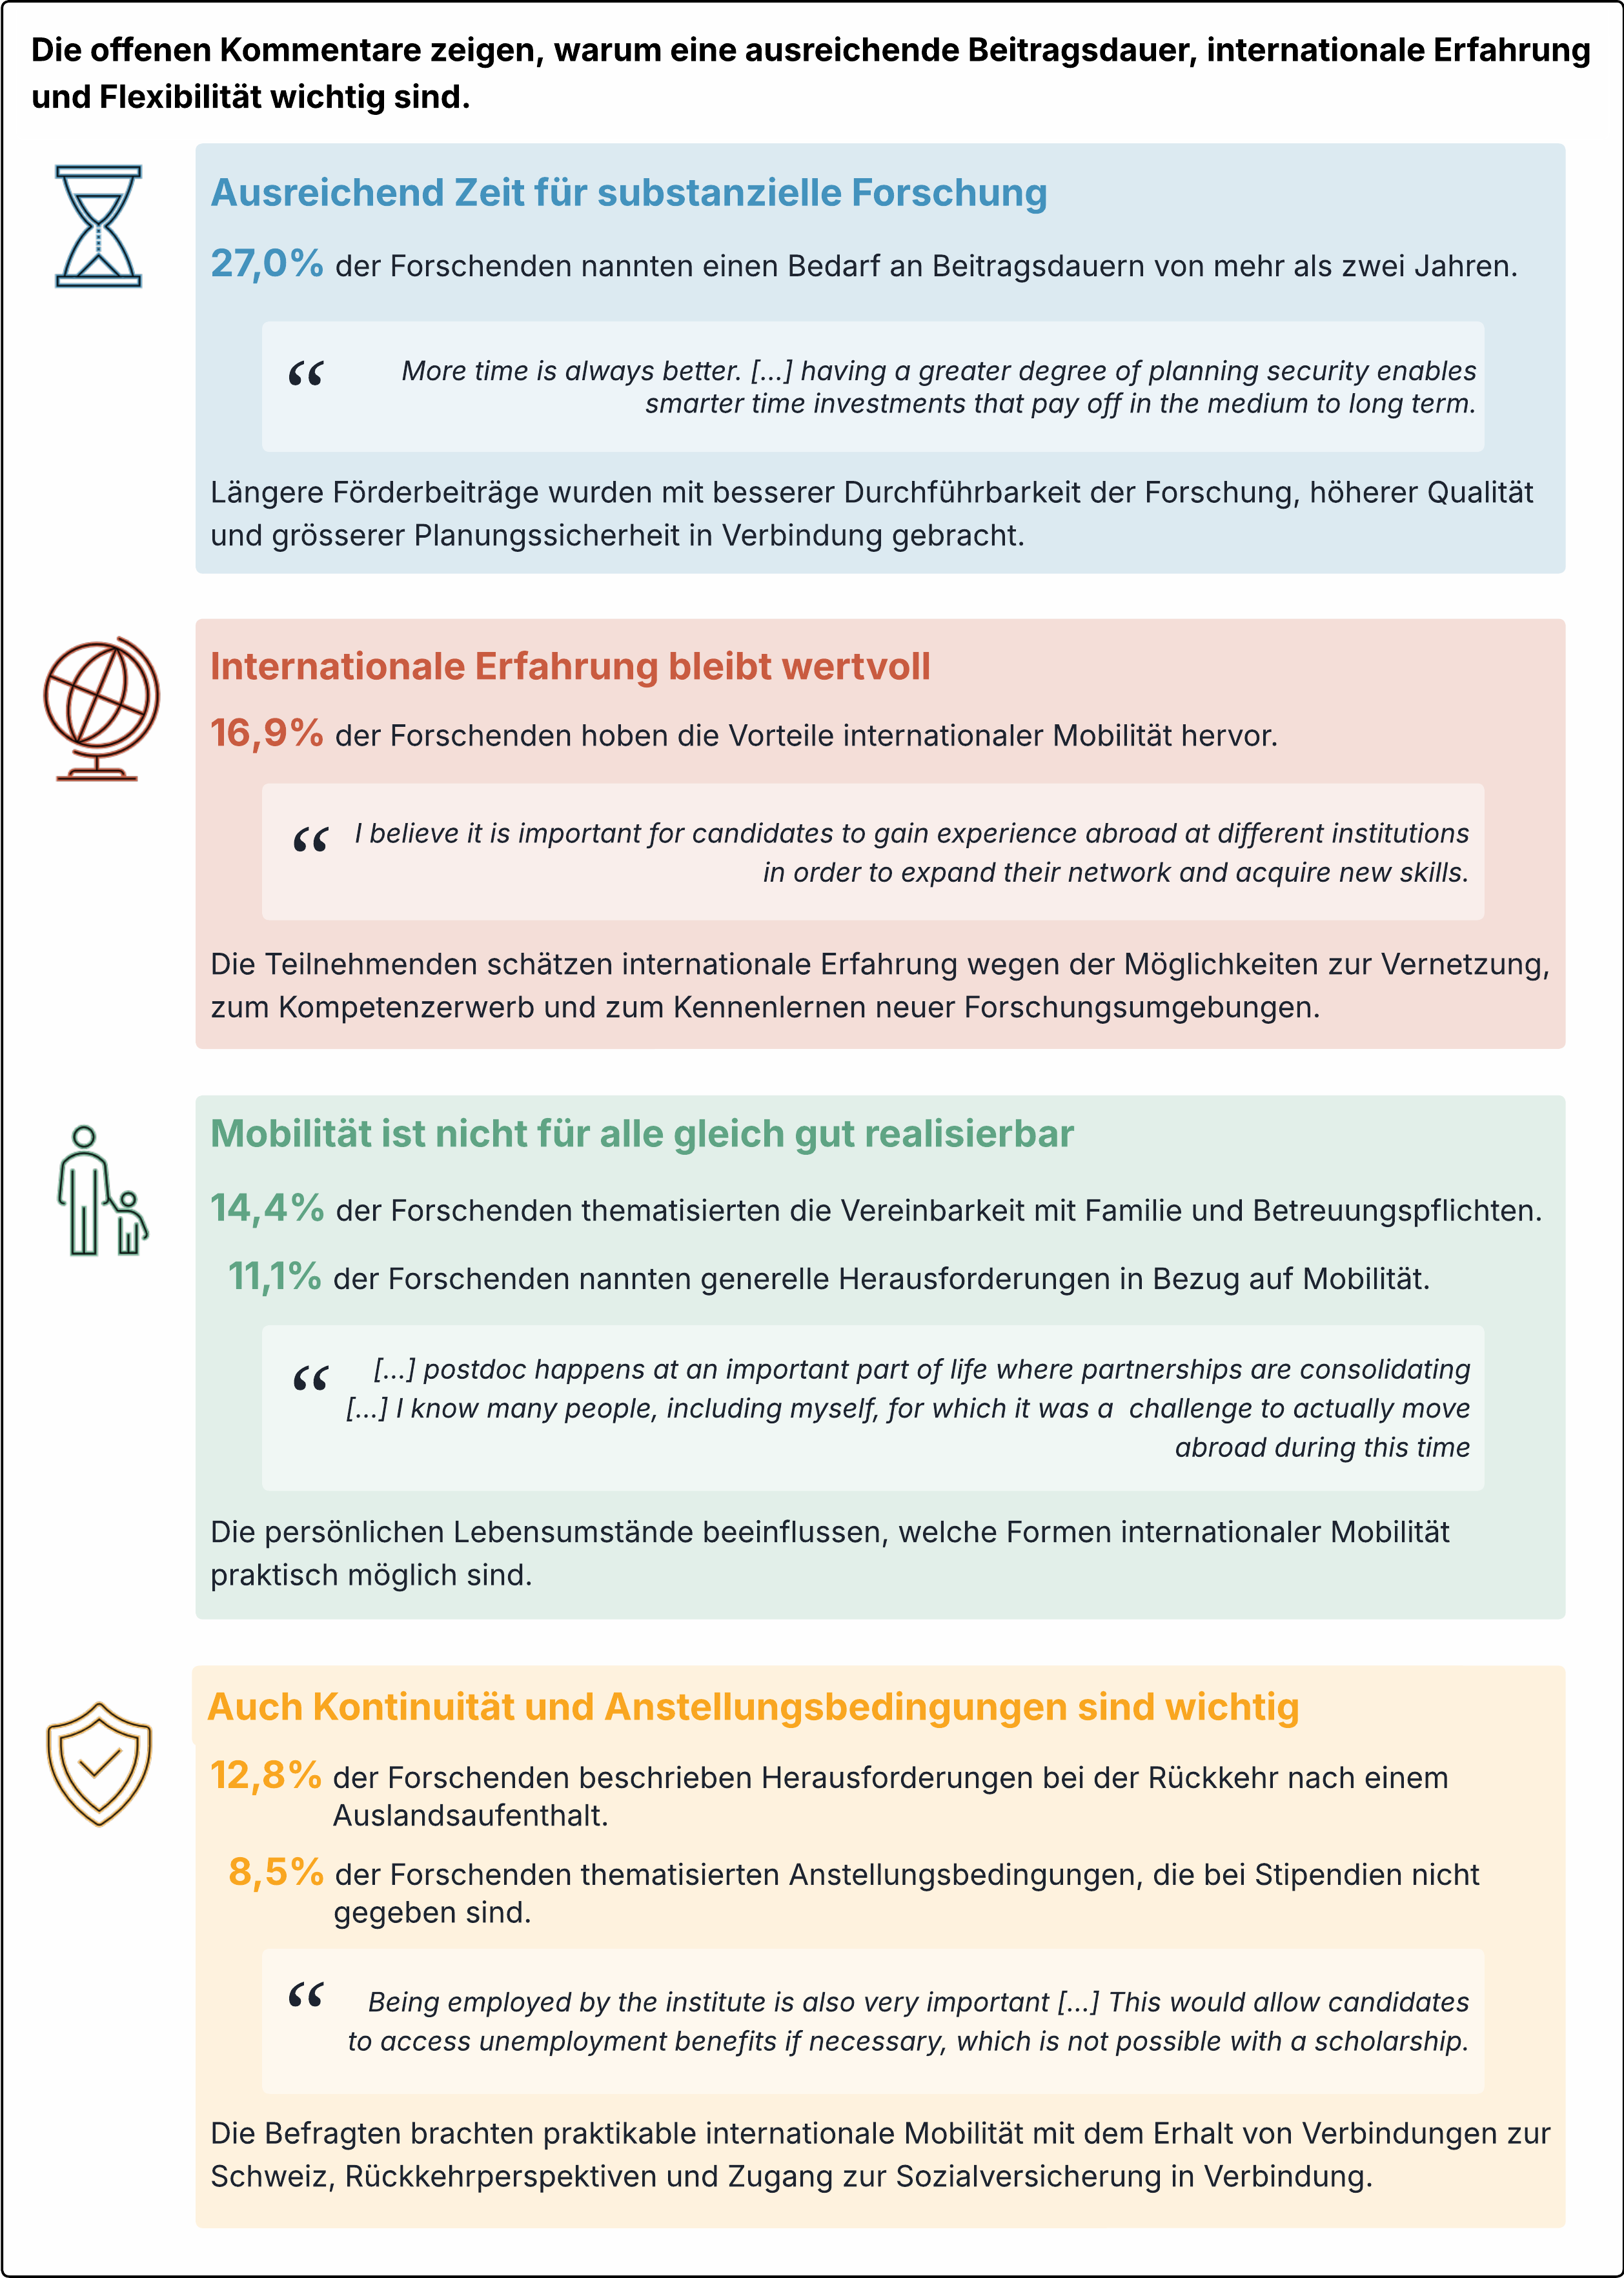 Die offenen Kommentare zeigen, warum eine ausreichende Beitragsdauer, internationale Erfahrung
und Flexibilität wichtig sind.
Ausreichend Zeit für substanzielle Forschung
27,0% der Forschenden nannten einen Bedarf an Beitragsdauern von mehr als zwei Jahren.
“ More time is always better. [...] having a greater degree of planning security enables
smarter time investments that pay off in the medium to long term.
Längere Förderbeiträge wurden mit besserer Durchführbarkeit der Forschung, höherer Qualität
und grösserer Planungssicherheit in Verbindung gebracht.
Internationale Erfahrung bleibt wertvoll
16,9% der Forschenden hoben die Vorteile internationaler Mobilität hervor.
“ I believe it is important for candidates to gain experience abroad at different institutions
in order to expand their network and acquire new skills.
Die Teilnehmenden schätzen internationale Erfahrung wegen der Möglichkeiten zur Vernetzung,
zum Kompetenzerwerb und zum Kennenlernen neuer Forschungsumgebungen.
Mobilität ist nicht für alle gleich gut realisierbar
14,4% der Forschenden thematisierten die Vereinbarkeit mit Familie und Betreuungspflichten.
11,1% der Forschenden nannten generelle Herausforderungen in Bezug auf Mobilität.
“ [...] postdoc happens at an important part of life where partnerships are consolidating
[...] I know many people, including myself, for which it was a challenge to actually move
abroad during this time
Die persönlichen Lebensumstände beeinflussen, welche Formen internationaler Mobilität
praktisch möglich sind.
Auch Kontinuität und Anstellungsbedingungen sind wichtig
12,8% der Forschenden beschrieben Herausforderungen bei der Rückkehr nach einem
Auslandsaufenthalt.
8,5% der Forschenden thematisierten Anstellungsbedingungen, die bei Stipendien nicht
gegeben sind.
“ Being employed by the institute is also very important [...] This would allow candidates
to access unemployment benefits if necessary, which is not possible with a scholarship.
Die Befragten brachten praktikable internationale Mobilität mit dem Erhalt von Verbindungen zur
Schweiz, Rückkehrperspektiven und Zugang zur Sozialversicherung in Verbindung.